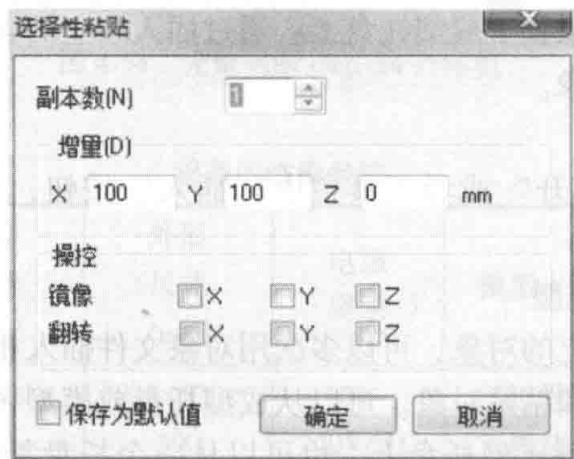 选择性粘贴
副本数(N) 1
增量(D)
X 100 Y 100 Z 0 mm
操控
镜像 X Y Z
翻转 X Y Z
保存为默认值 确定 取消